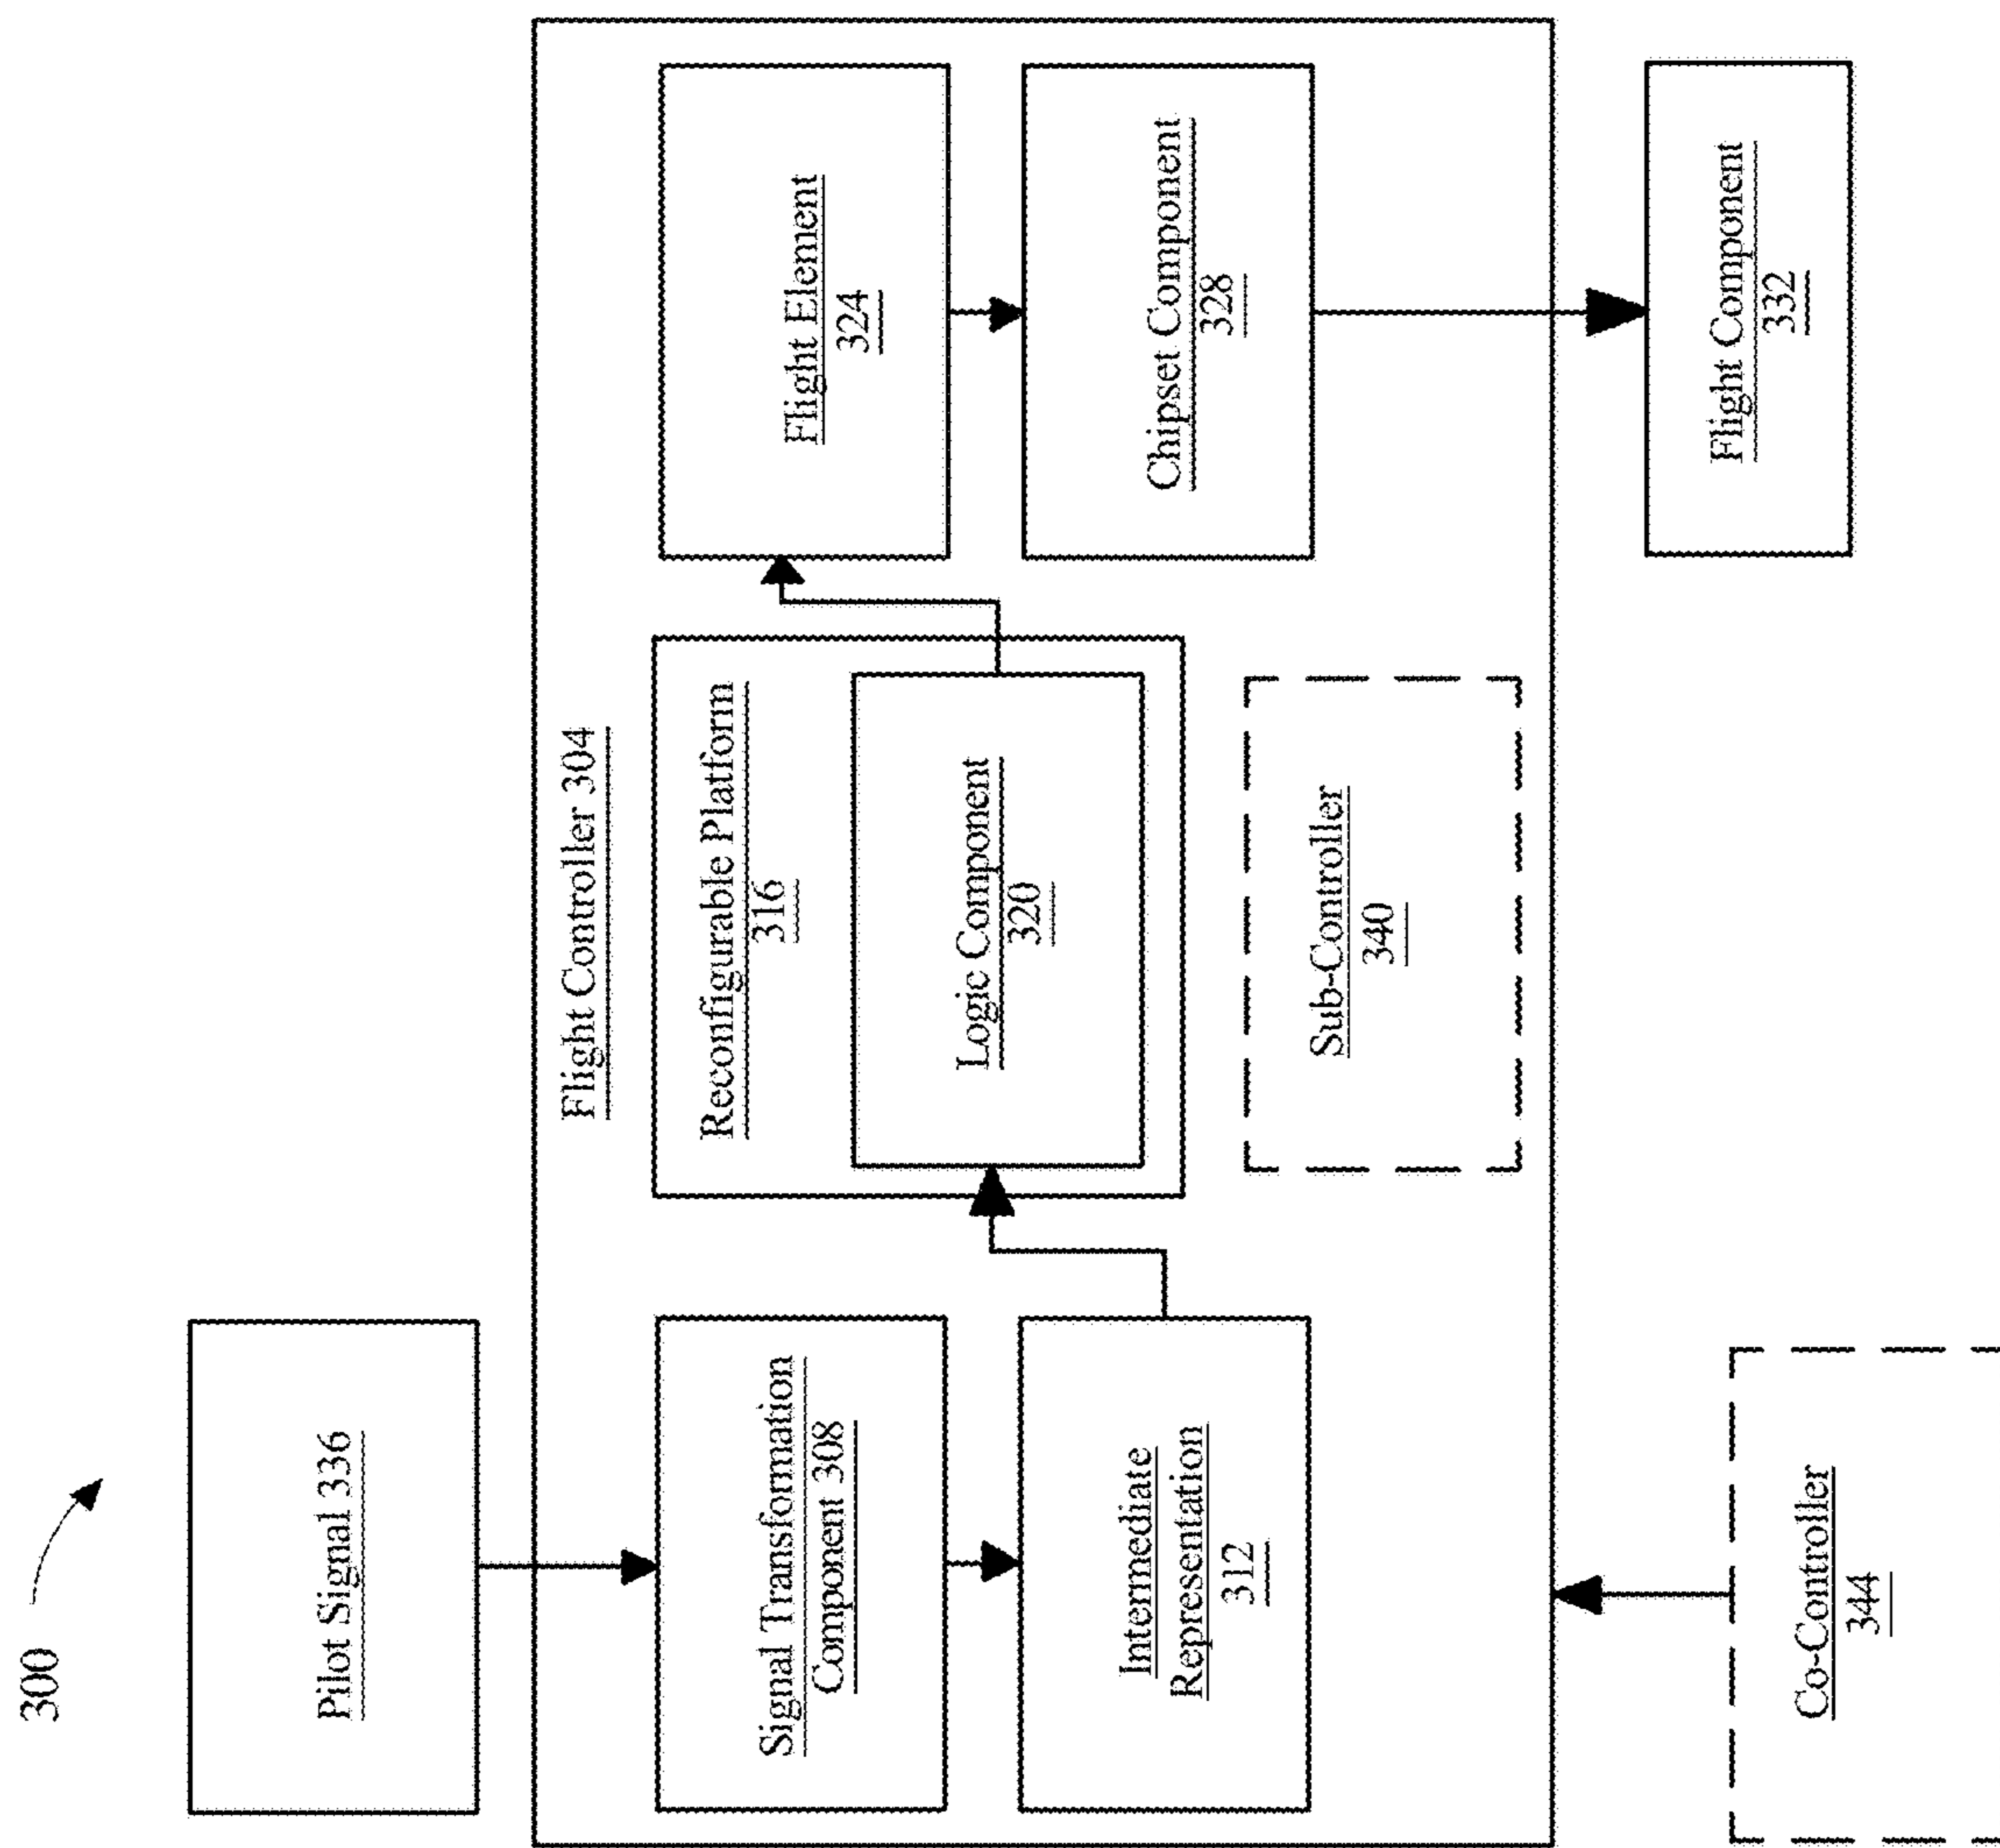 300
Pilot Signal 336
Flight Controller 304
Signal Transformation
Component 308
Intermediate
Representation
312
Reconfigurable Platform
316
Logic Component
320
Sub-Controller
340
Flight Element
324
Chipset Component
328
Co-Controller
344
Flight Component
332